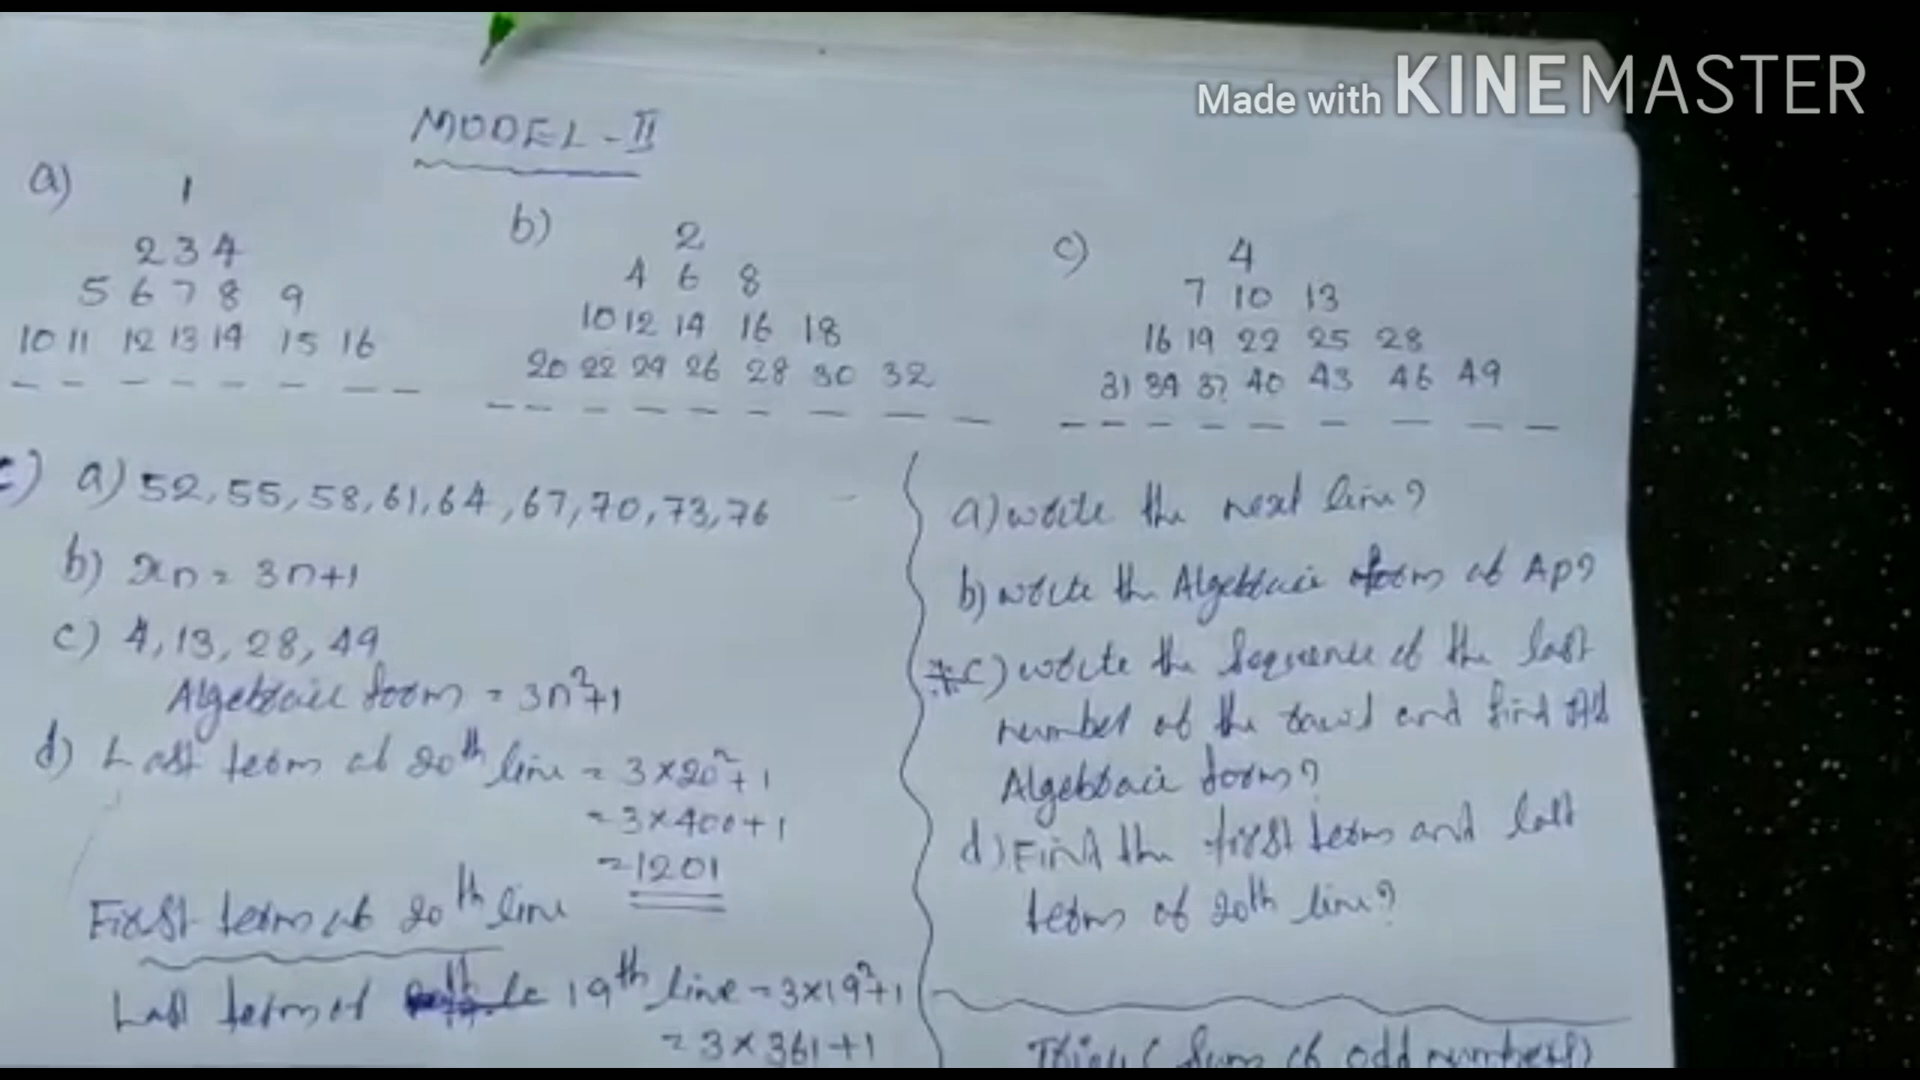 Made with KINEMASTER
MODEL-II
a) 1
2 3 4
5 6 7 8 9
10 11 12 13 14 15 16
b) 2
4 6 8
10 12 14 16 18
20 22 24 26 28 30 32
c) 4
7 10 13
16 19 22 25 28
31 34 37 40 43 46 49
c) a) 52, 55, 58, 61, 64, 67, 70, 73, 76
b) xn = 3n+1
c) 4, 13, 28, 49
Algebraic form = 3n²+1
d) Last term of 20th line = 3×20²+1
= 3×400+1
= 1201
First term of 20th line
Last term of 19th line = 3×19²+1
= 3×361+1
a) write the next line?
b) write the Algebraic form of AP?
c) write the Sequence of the last
number of the and find
Algebraic form?
d) Find the first term and last
term of 20th line?
(Sum of odd numbers)